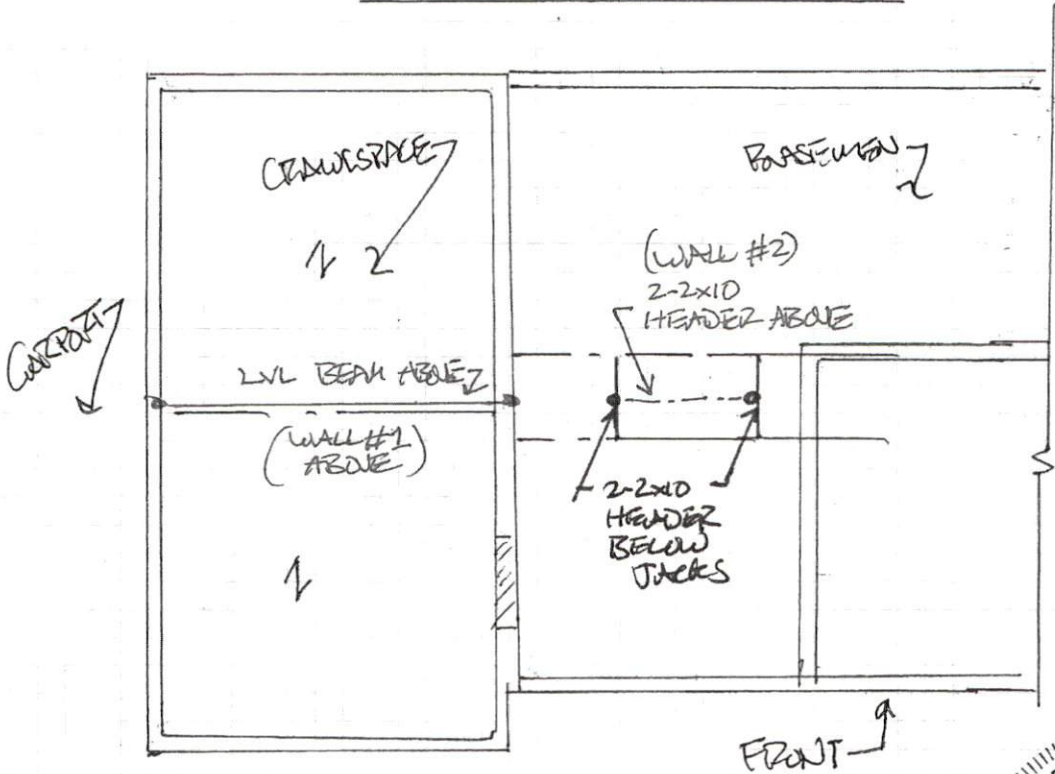 CRAWLSPACE
BASEMEN
(WALL #2)
2-2x10
HEADER ABOVE
CARPORT
LVL BEAM ABOVE
(WALL #1
ABOVE)
2-2x10
HEADER
BELOW
JACKS
FRONT